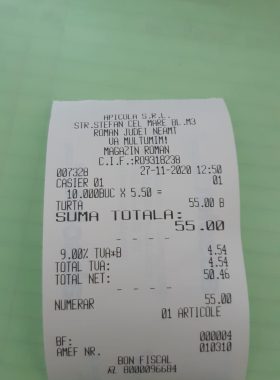 APICOLA S.R.L.
STR.STEFAN CEL MARE BL.M3
ROMAN JUDET NEAMT
VA MULTUMIM!
MAGAZIN ROMAN
C.I.F.:RO9318238
007328 27-11-2020 12:50
CASIER 01 01
10.000BUC X 5.50 =
TURTA 55.00 B
SUMA TOTALA:
55.00
- - - -
9.00% TVA*B 4.54
TOTAL TVA: 4.54
TOTAL NET: 50.46
- - - -
NUMERAR 55.00
01 ARTICOLE
BF: 000004
AMEF NR. 010310
BON FISCAL
8000096684